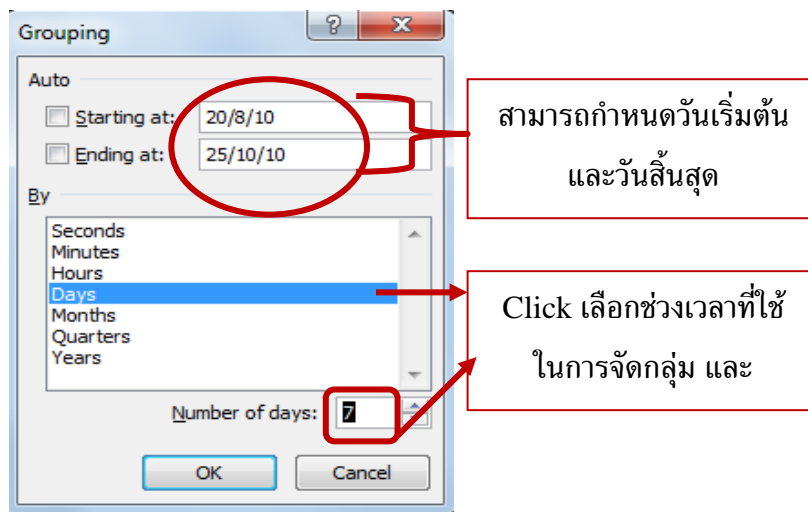 Grouping
Auto
Starting at: 20/8/10
Ending at: 25/10/10
By
Seconds
Minutes
Hours
Days
Months
Quarters
Years
Number of days: 7
OK Cancel
สามารถกำหนดวันเริ่มต้น
และวันสิ้นสุด
Click เลือกช่วงเวลาที่ใช้
ในการจัดกลุ่ม และ